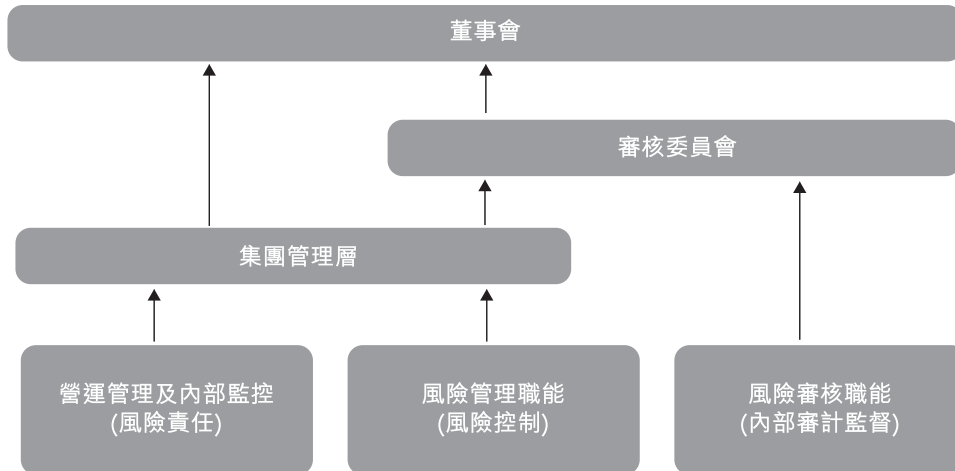 董事會
審核委員會
集團管理層
營運管理及內部監控
(風險責任)
風險管理職能
(風險控制)
風險審核職能
(內部審計監督)